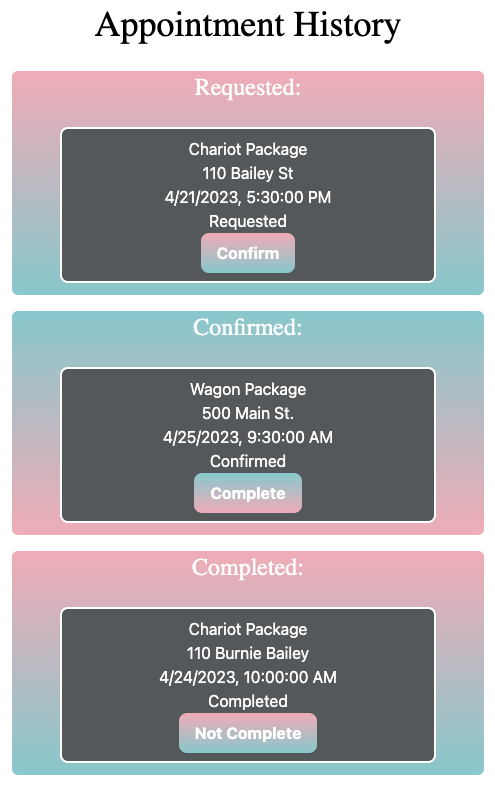 Appointment History
Requested:
Chariot Package
110 Bailey St
4/21/2023, 5:30:00 PM
Requested
Confirm
Confirmed:
Wagon Package
500 Main St.
4/25/2023, 9:30:00 AM
Confirmed
Complete
Completed:
Chariot Package
110 Burnie Bailey
4/24/2023, 10:00:00 AM
Completed
Not Complete